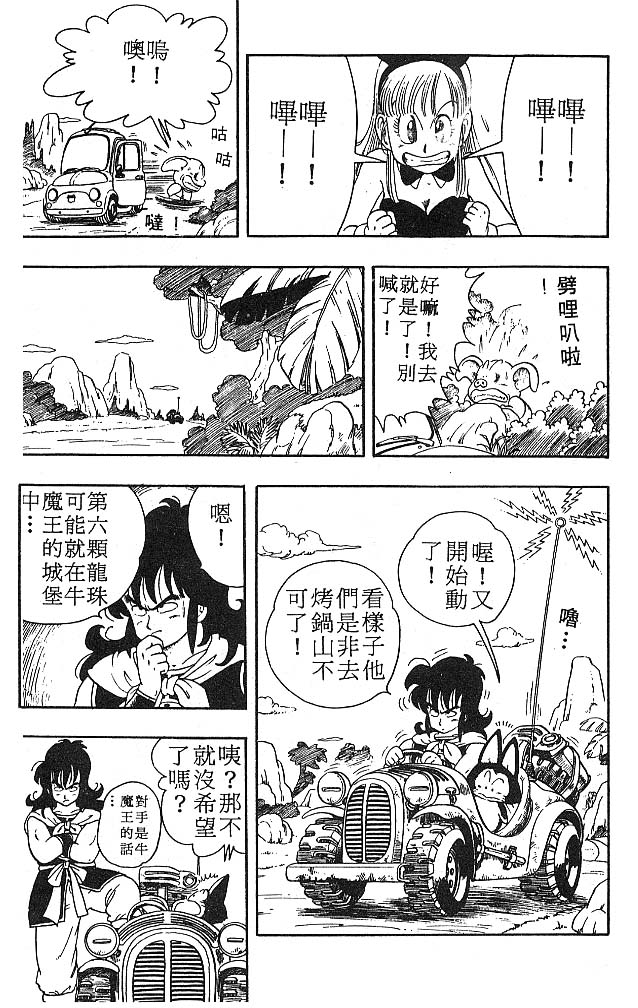 嗶嗶
｜｜
！！
嗶嗶
｜｜
！！
噢嗚
！！
咕咕
噠！
劈哩叭啦！
好嘛！我去
就是了！別
喊了！
喔！又
開始動
了！
嚕…
看樣子他
們是非去
烤鍋山不
可了！
嗯！
第六顆龍珠
可能就在牛
魔王的城堡
中…
咦？那不
就沒希望
了嗎？
對手是牛
魔王的話
…